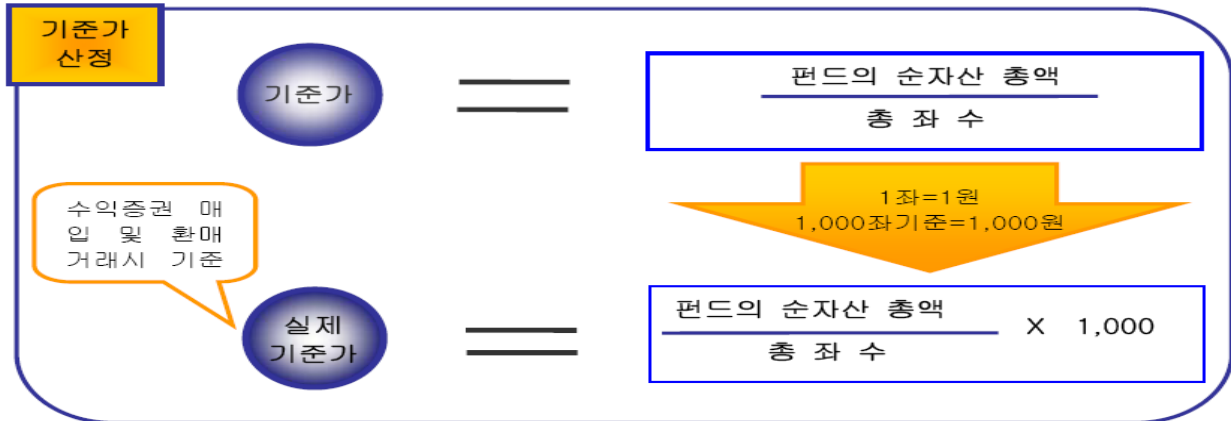 기준가
산정
기준가
펀드의 순자산 총액
총 좌 수
1좌=1원
1,000좌기준=1,000원
수익증권 매
입 및 환매
거래시 기준
실제
기준가
펀드의 순자산 총액
총 좌 수
X 1,000